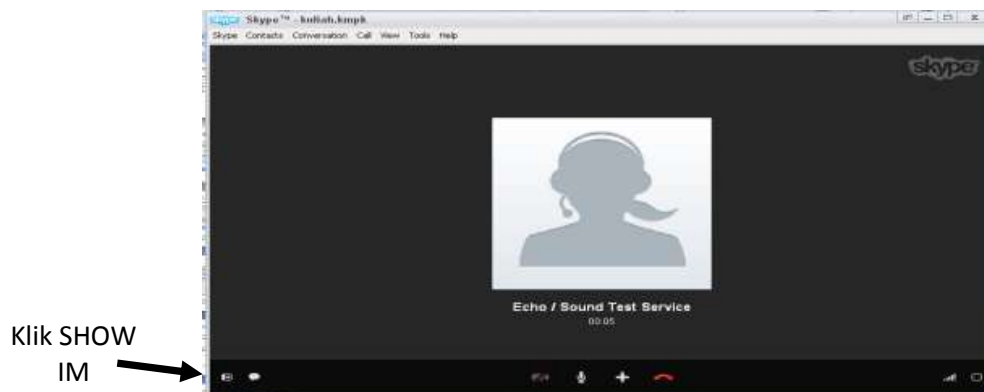 Skype™ - kuliah.kmpk
Skype Contacts Conversation Call View Tools Help
skype
Echo / Sound Test Service
00:05
Klik SHOW
IM